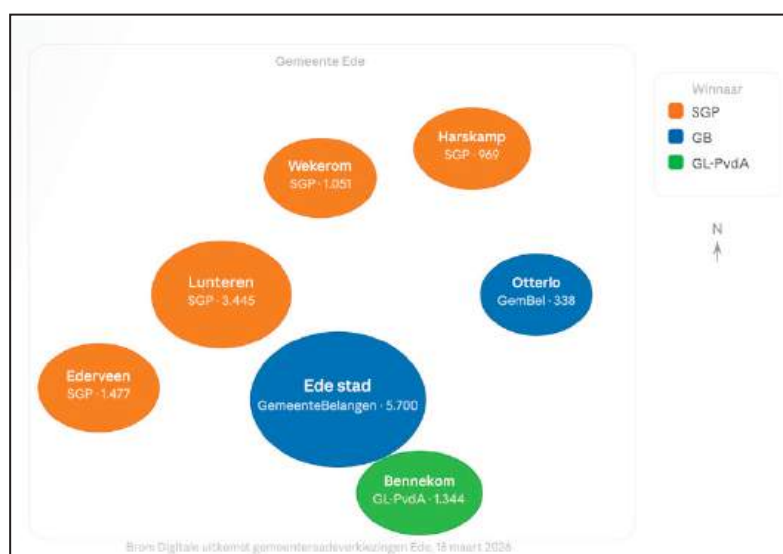 Gemeente Ede
Winnaar
SGP
GB
GL-PvdA
N
Harskamp
SGP · 969
Wekerom
SGP · 1.051
Lunteren
SGP · 3.445
Otterlo
GemBel · 338
Ederveen
SGP · 1.477
Ede stad
GemeenteBelangen · 5.700
Bennekom
GL-PvdA · 1.344
Bron: Digitale uitkomst gemeenteraadsverkiezingen Ede, 18 maart 2026